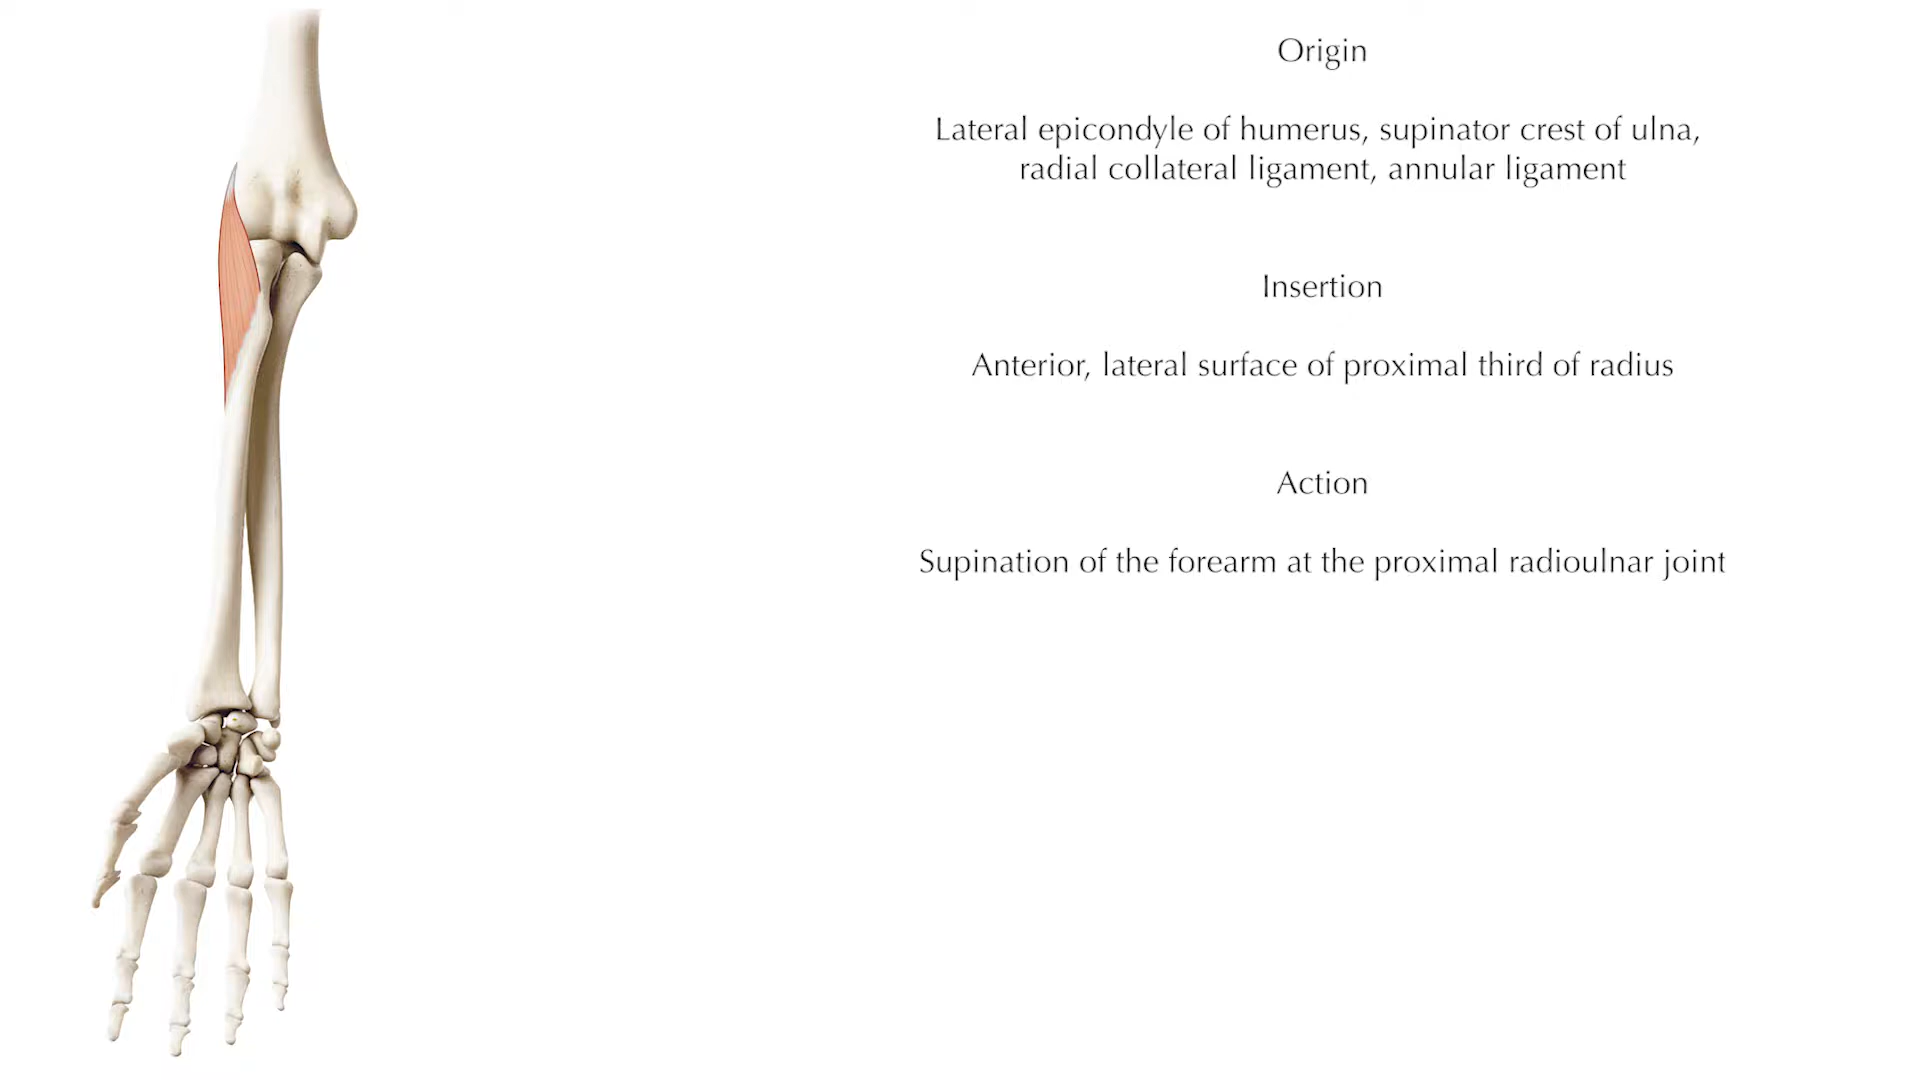 Origin
Lateral epicondyle of humerus, supinator crest of ulna,
radial collateral ligament, annular ligament
Insertion
Anterior, lateral surface of proximal third of radius
Action
Supination of the forearm at the proximal radioulnar joint